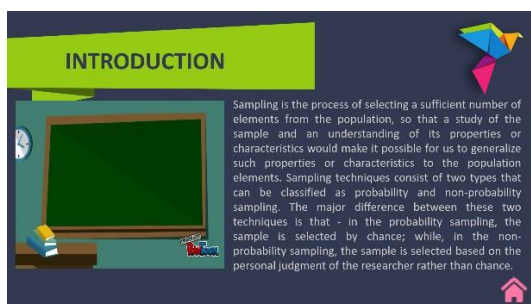 INTRODUCTION
Sampling is the process of selecting a sufficient number of
elements from the population, so that a study of the
sample and an understanding of its properties or
characteristics would make it possible for us to generalize
such properties or characteristics to the population
elements. Sampling techniques consist of two types that
can be classified as probability and non-probability
sampling. The major difference between these two
techniques is that - in the probability sampling, the
sample is selected by chance; while, in the non-
probability sampling, the sample is selected based on the
personal judgment of the researcher rather than chance.